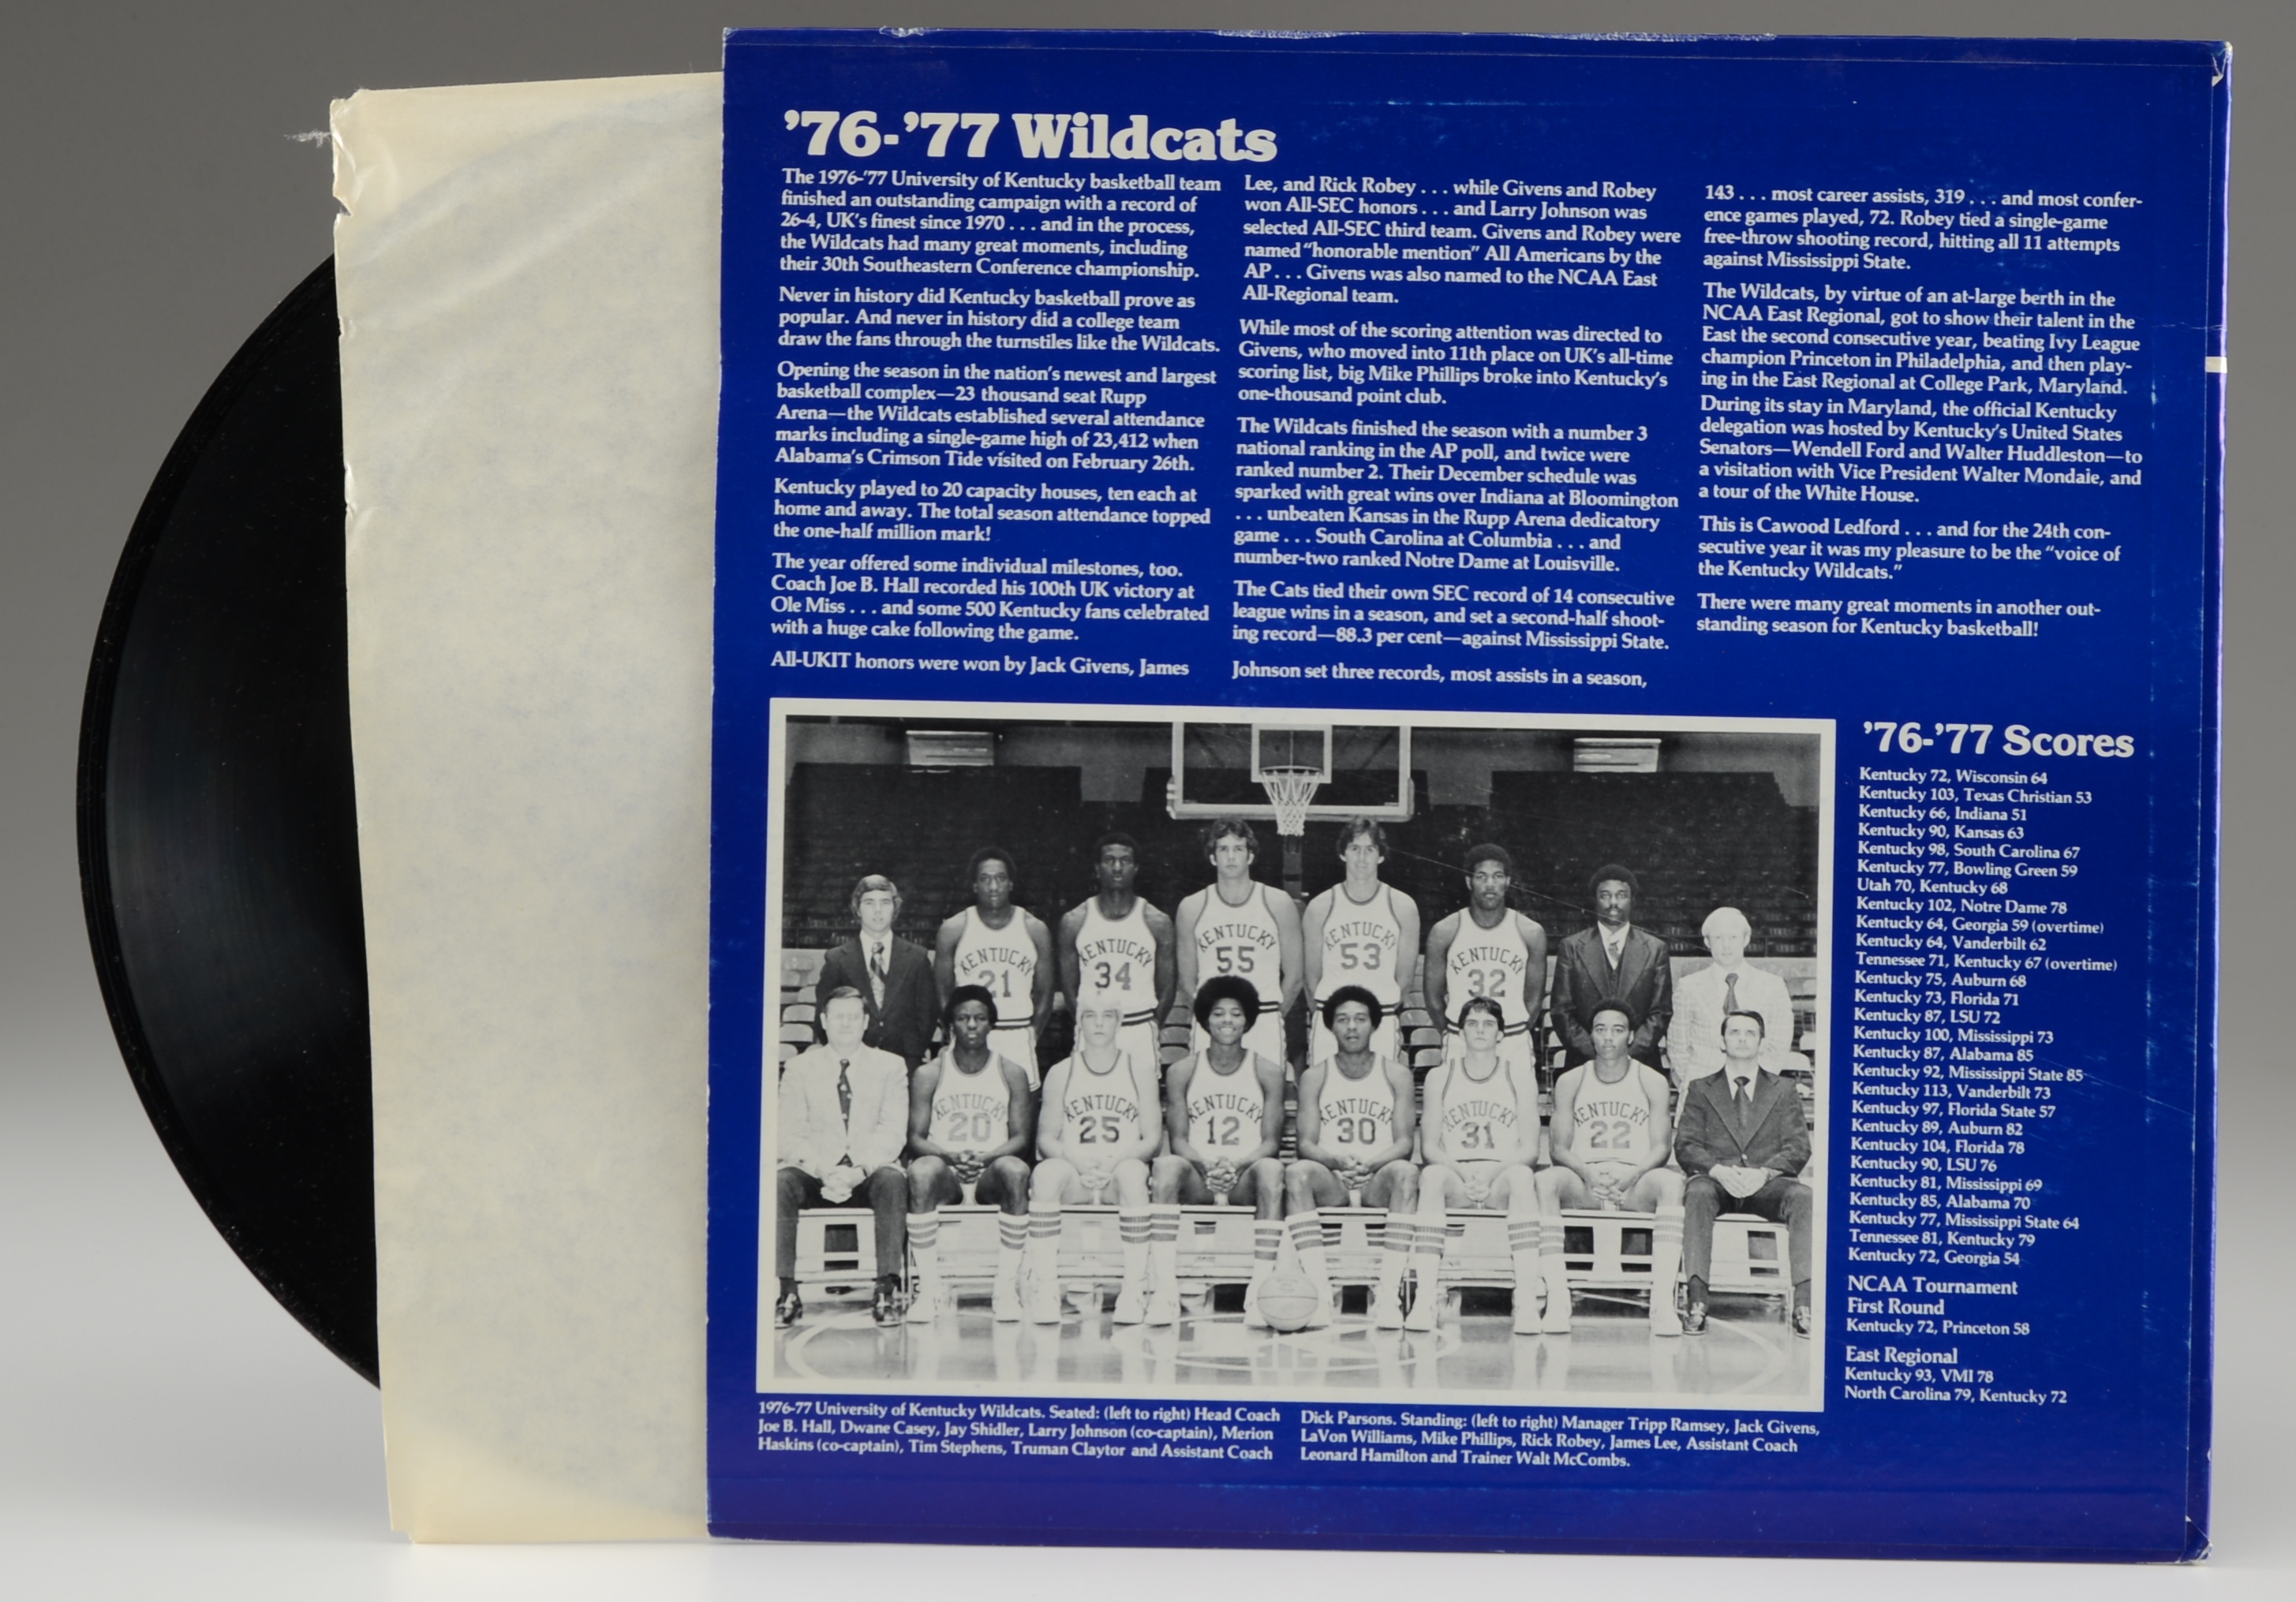 '76-'77 Wildcats
The 1976-'77 University of Kentucky basketball team
finished an outstanding campaign with a record of
26-4, UK's finest since 1970 . . . and in the process,
the Wildcats had many great moments, including
their 30th Southeastern Conference championship.
Never in history did Kentucky basketball prove as
popular. And never in history did a college team
draw the fans through the turnstiles like the Wildcats.
Opening the season in the nation's newest and largest
basketball complex—23 thousand seat Rupp
Arena—the Wildcats established several attendance
marks including a single-game high of 23,412 when
Alabama's Crimson Tide visited on February 26th.
Kentucky played to 20 capacity houses, ten each at
home and away. The total season attendance topped
the one-half million mark!
The year offered some individual milestones, too.
Coach Joe B. Hall recorded his 100th UK victory at
Ole Miss . . . and some 500 Kentucky fans celebrated
with a huge cake following the game.
All-UKIT honors were won by Jack Givens, James
Lee, and Rick Robey . . . while Givens and Robey
won All-SEC honors . . . and Larry Johnson was
selected All-SEC third team. Givens and Robey were
named "honorable mention" All Americans by the
AP . . . Givens was also named to the NCAA East
All-Regional team.
While most of the scoring attention was directed to
Givens, who moved into 11th place on UK's all-time
scoring list, big Mike Phillips broke into Kentucky's
one-thousand point club.
The Wildcats finished the season with a number 3
national ranking in the AP poll, and twice were
ranked number 2. Their December schedule was
sparked with great wins over Indiana at Bloomington
. . . unbeaten Kansas in the Rupp Arena dedicatory
game . . . South Carolina at Columbia . . . and
number-two ranked Notre Dame at Louisville.
The Cats tied their own SEC record of 14 consecutive
league wins in a season, and set a second-half shoot-
ing record—88.3 per cent—against Mississippi State.
Johnson set three records, most assists in a season,
143 . . . most career assists, 319 . . . and most confer-
ence games played, 72. Robey tied a single-game
free-throw shooting record, hitting all 11 attempts
against Mississippi State.
The Wildcats, by virtue of an at-large berth in the
NCAA East Regional, got to show their talent in the
East the second consecutive year, beating Ivy League
champion Princeton in Philadelphia, and then play-
ing in the East Regional at College Park, Maryland.
During its stay in Maryland, the official Kentucky
delegation was hosted by Kentucky's United States
Senators—Wendell Ford and Walter Huddleston—to
a visitation with Vice President Walter Mondale, and
a tour of the White House.
This is Cawood Ledford . . . and for the 24th con-
secutive year it was my pleasure to be the "voice of
the Kentucky Wildcats."
There were many great moments in another out-
standing season for Kentucky basketball!
KENTUCKY 21
KENTUCKY 34
KENTUCKY 55
KENTUCKY 53
KENTUCKY 32
KENTUCKY 20
KENTUCKY 25
KENTUCKY 12
KENTUCKY 30
KENTUCKY 31
KENTUCKY 22
1976-77 University of Kentucky Wildcats. Seated: (left to right) Head Coach
Joe B. Hall, Dwane Casey, Jay Shidler, Larry Johnson (co-captain), Merion
Haskins (co-captain), Tim Stephens, Truman Claytor and Assistant Coach
Dick Parsons. Standing: (left to right) Manager Tripp Ramsey, Jack Givens,
LaVon Williams, Mike Phillips, Rick Robey, James Lee, Assistant Coach
Leonard Hamilton and Trainer Walt McCombs.
'76-'77 Scores
Kentucky 72, Wisconsin 64
Kentucky 103, Texas Christian 53
Kentucky 66, Indiana 51
Kentucky 90, Kansas 63
Kentucky 98, South Carolina 67
Kentucky 77, Bowling Green 59
Utah 70, Kentucky 68
Kentucky 102, Notre Dame 78
Kentucky 64, Georgia 59 (overtime)
Kentucky 64, Vanderbilt 62
Tennessee 71, Kentucky 67 (overtime)
Kentucky 75, Auburn 68
Kentucky 73, Florida 71
Kentucky 87, LSU 72
Kentucky 100, Mississippi 73
Kentucky 87, Alabama 85
Kentucky 92, Mississippi State 85
Kentucky 113, Vanderbilt 73
Kentucky 97, Florida State 57
Kentucky 89, Auburn 82
Kentucky 104, Florida 78
Kentucky 90, LSU 76
Kentucky 81, Mississippi 69
Kentucky 85, Alabama 70
Kentucky 77, Mississippi State 64
Tennessee 81, Kentucky 79
Kentucky 72, Georgia 54
NCAA Tournament
First Round
Kentucky 72, Princeton 58
East Regional
Kentucky 93, VMI 78
North Carolina 79, Kentucky 72